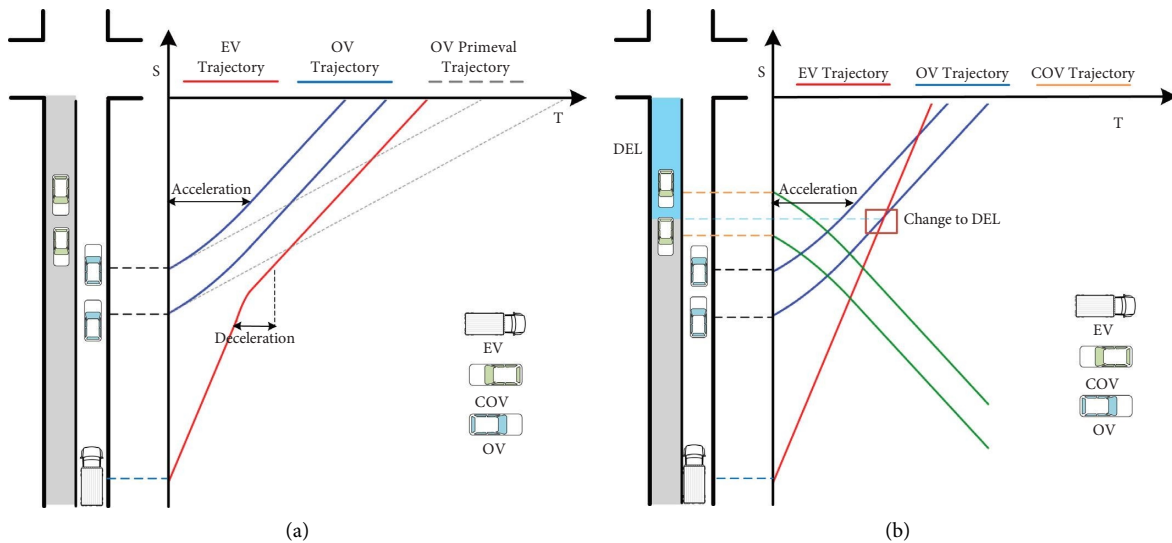 EV
Trajectory
OV
Trajectory
OV Primeval
Trajectory
S
T
Acceleration
Deceleration
EV
COV
OV
(a)
EV Trajectory
OV Trajectory
COV Trajectory
S
T
DEL
Acceleration
Change to DEL
EV
COV
OV
(b)